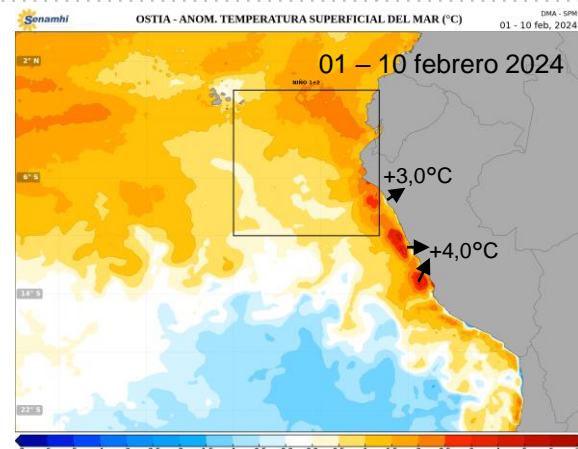 Senamhi
OSTIA - ANOM. TEMPERATURA SUPERFICIAL DEL MAR (°C)
DMA - SPM
01 - 10 feb, 2024
01 – 10 febrero 2024
2° N
NIÑO 1+2
6° S
+3,0°C
+4,0°C
14° S
22° S